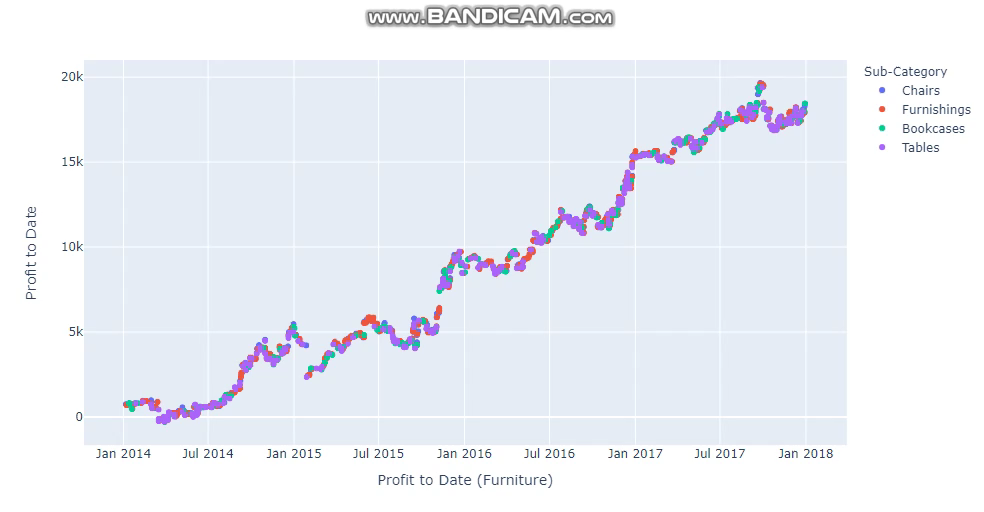 www.BANDICAM.com
20k
15k
10k
5k
0
Profit to Date
Jan 2014 Jul 2014 Jan 2015 Jul 2015 Jan 2016 Jul 2016 Jan 2017 Jul 2017 Jan 2018
Profit to Date (Furniture)
Sub-Category
Chairs
Furnishings
Bookcases
Tables